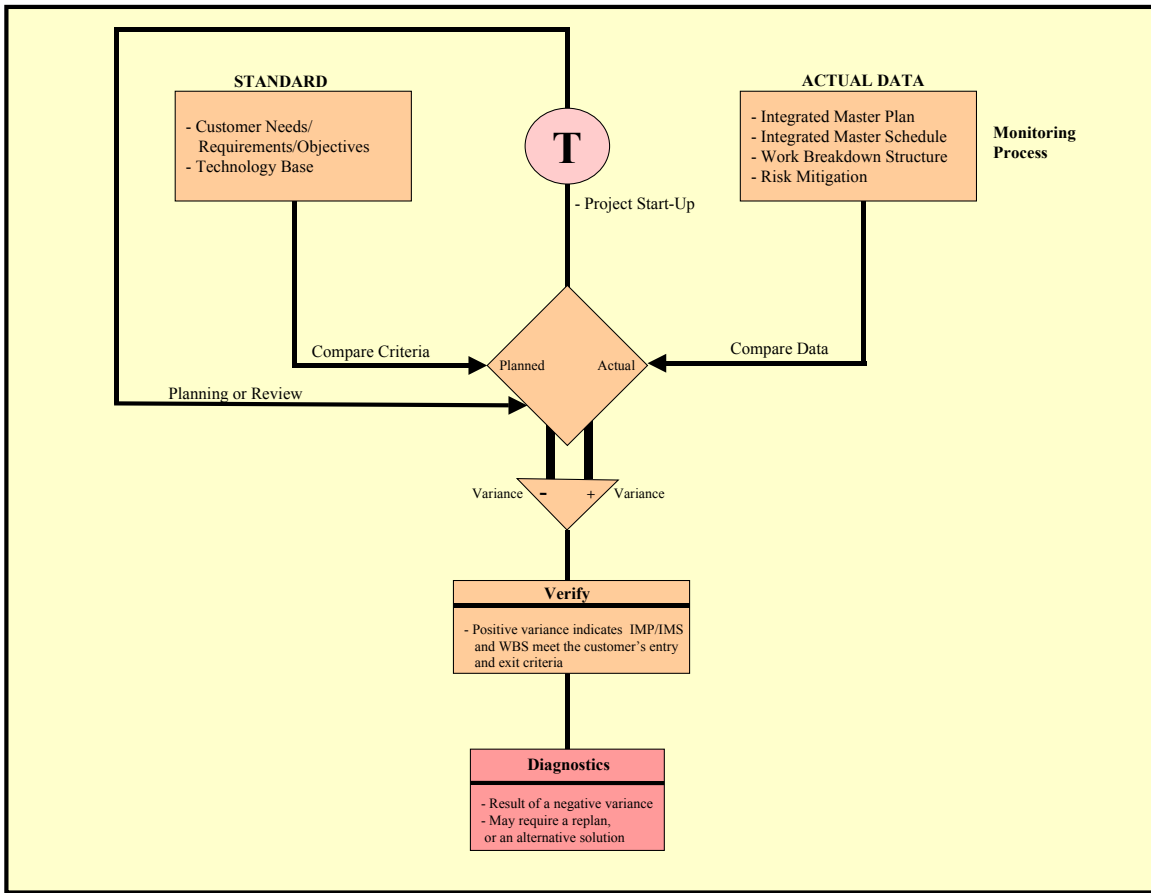 STANDARD
- Customer Needs/
Requirements/Objectives
- Technology Base
T
- Project Start-Up
ACTUAL DATA
- Integrated Master Plan
- Integrated Master Schedule
- Work Breakdown Structure
- Risk Mitigation
Monitoring
Process
Compare Criteria
Planned
Actual
Compare Data
Planning or Review
Variance
-
+
Variance
Verify
- Positive variance indicates IMP/IMS
and WBS meet the customer's entry
and exit criteria
Diagnostics
- Result of a negative variance
- May require a replan,
or an alternative solution